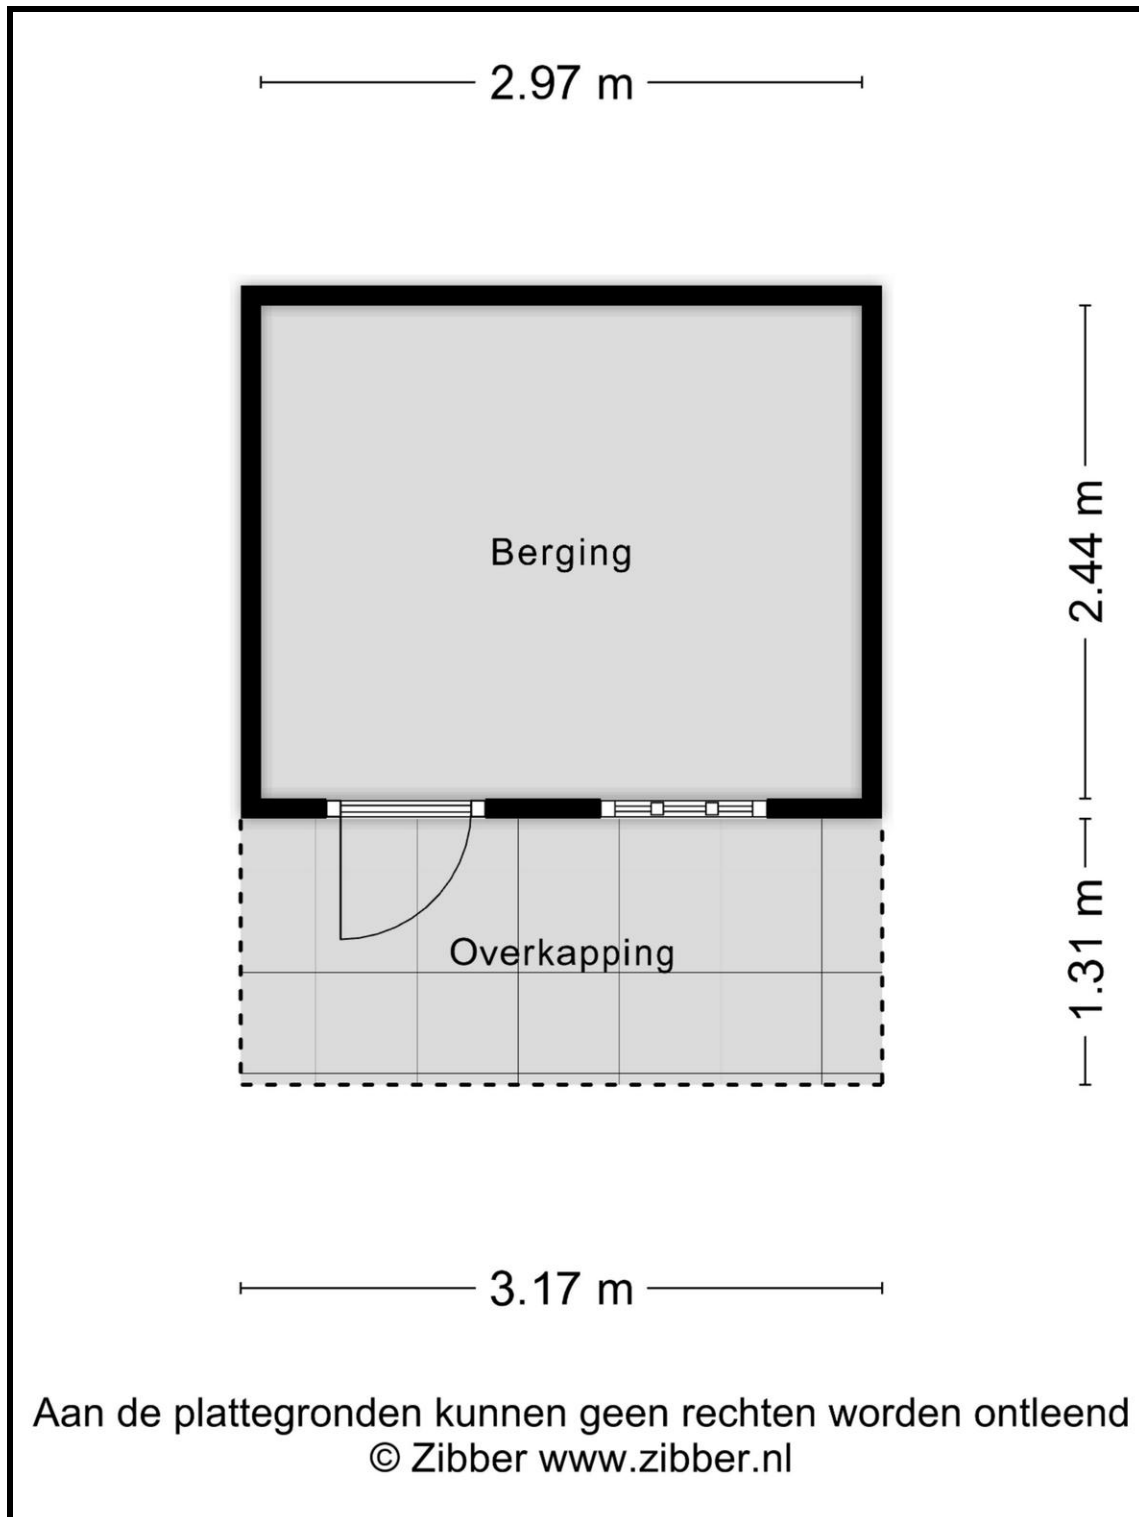 2.97 m
Berging
2.44 m
Overkapping
1.31 m
3.17 m
Aan de plattegronden kunnen geen rechten worden ontleend
© Zibber www.zibber.nl